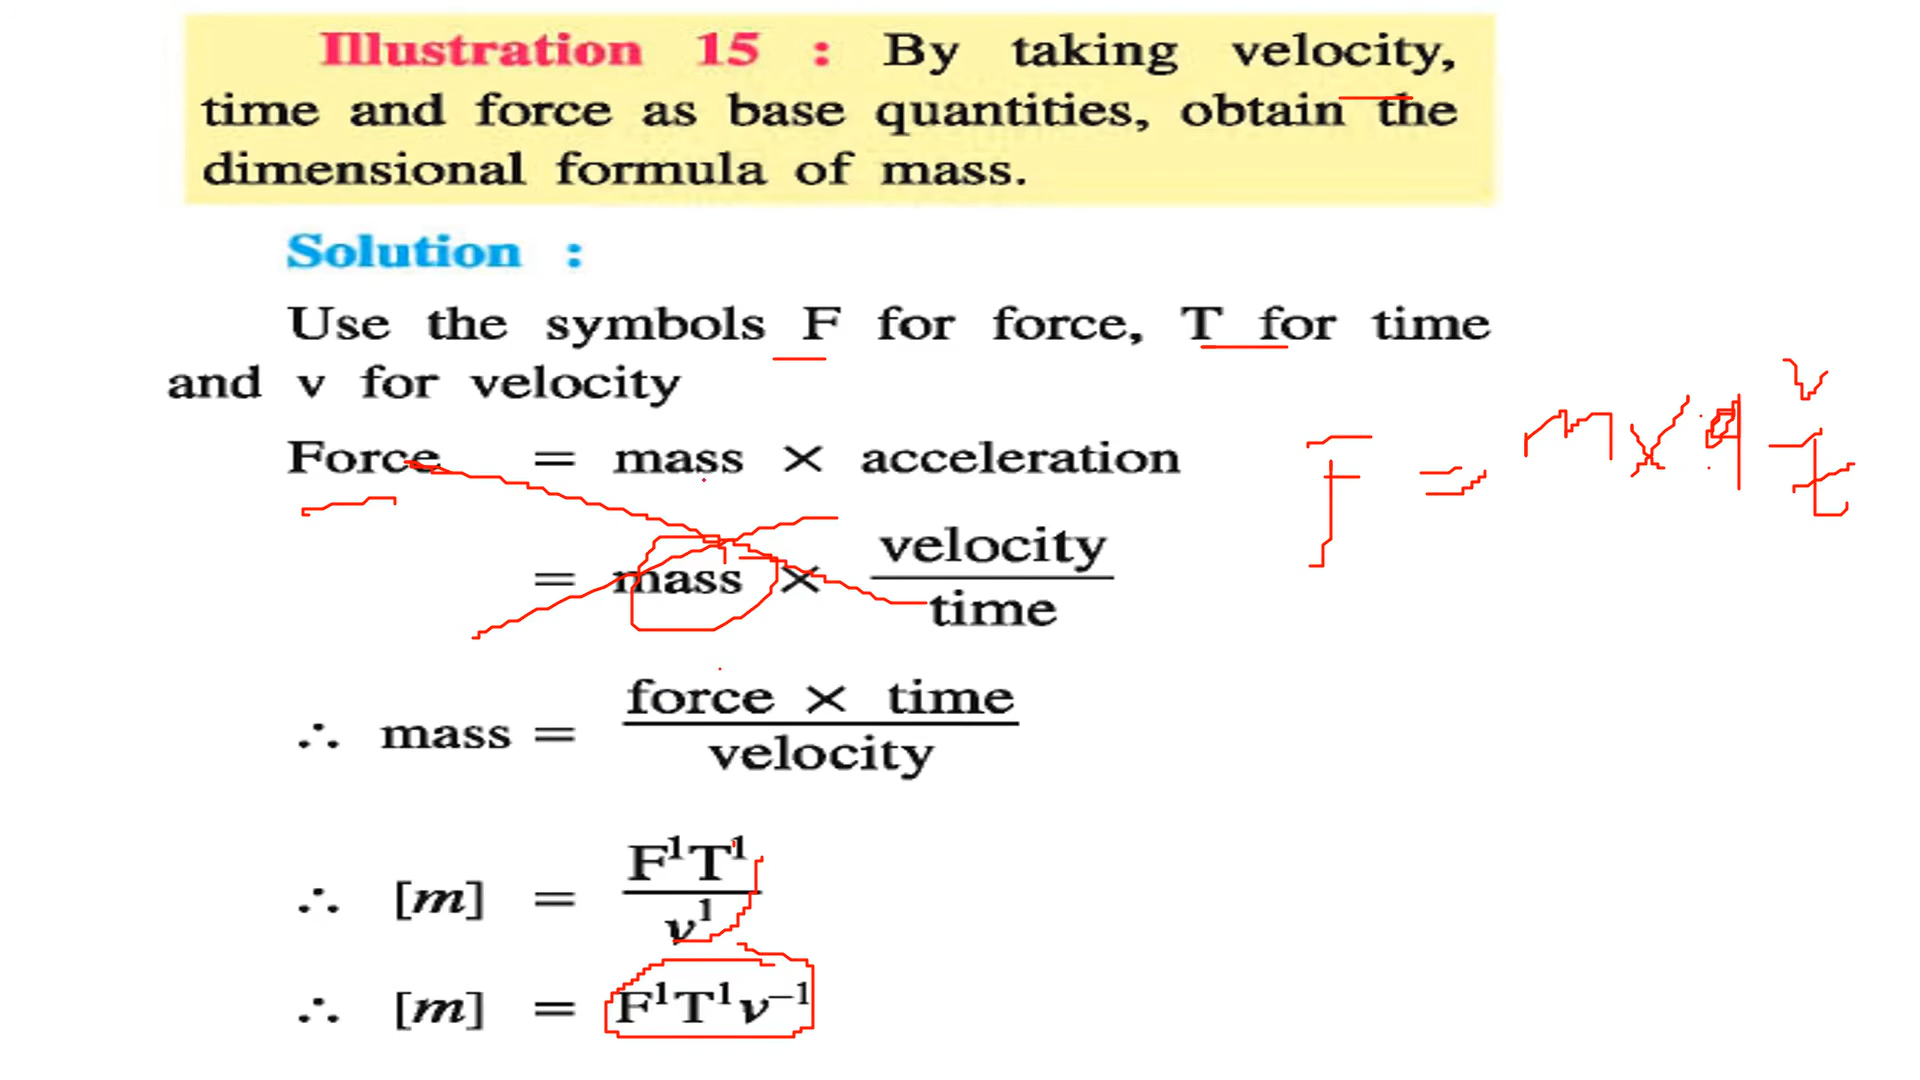 Illustration 15 : By taking velocity,
time and force as base quantities, obtain the
dimensional formula of mass.
Solution :
Use the symbols F for force, T for time
and v for velocity
Force = mass × acceleration
F = m × a v/t
= mass × velocity/time
∴ mass = force × time/velocity
∴ [m] = F¹T¹/v¹
∴ [m] = F¹T¹v⁻¹